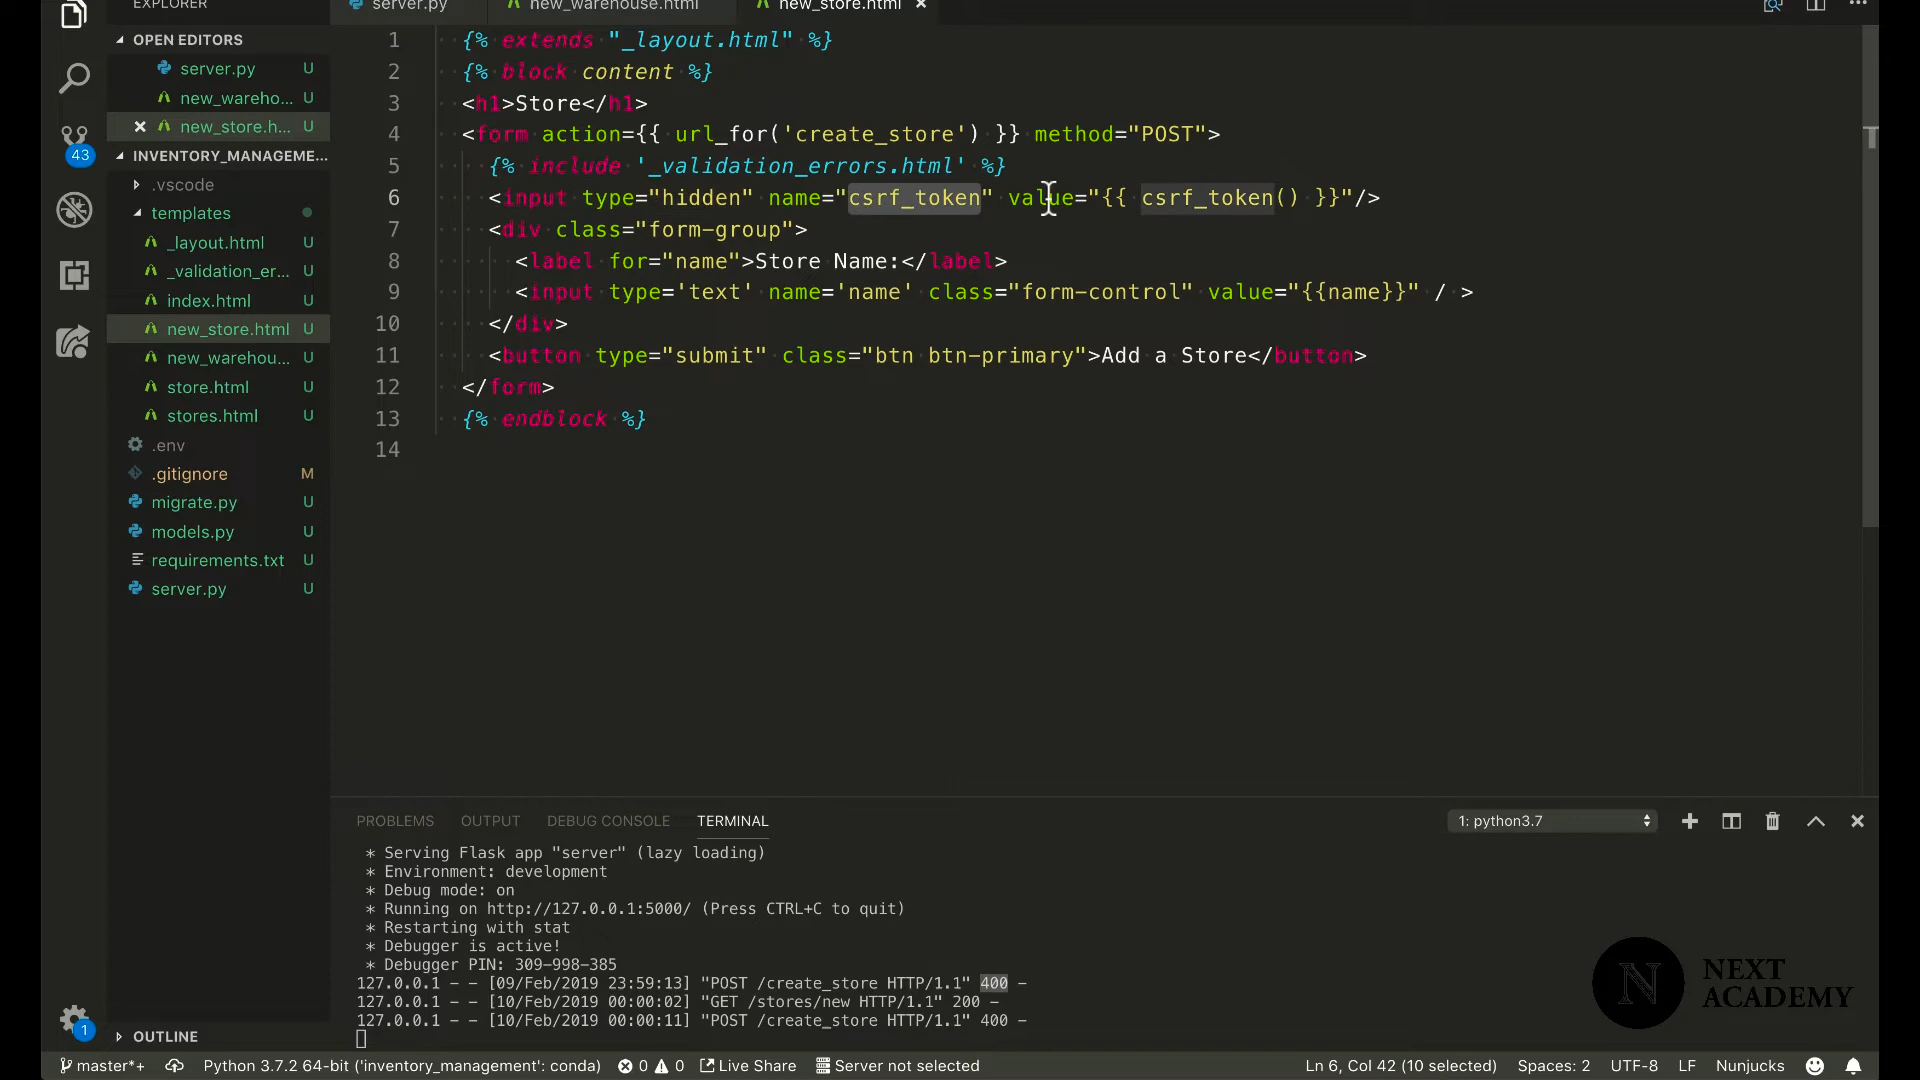 EXPLORER
server.py
new_warehouse.html
new_store.html
OPEN EDITORS
server.py U
new_wareho... U
new_store.h... U
43
INVENTORY_MANAGEME...
.vscode
templates
_layout.html U
_validation_er... U
index.html U
new_store.html U
new_warehou... U
store.html U
stores.html U
.env
.gitignore M
migrate.py U
models.py U
requirements.txt U
server.py U
1
OUTLINE
1 {% extends "_layout.html" %}
2 {% block content %}
3 <h1>Store</h1>
4 <form action={{ url_for('create_store') }} method="POST">
5 {% include '_validation_errors.html' %}
6 <input type="hidden" name="csrf_token" value="{{ csrf_token() }}"/>
7 <div class="form-group">
8 <label for="name">Store Name:</label>
9 <input type='text' name='name' class="form-control" value="{{name}}" / >
10 </div>
11 <button type="submit" class="btn btn-primary">Add a Store</button>
12 </form>
13 {% endblock %}
14
PROBLEMS OUTPUT DEBUG CONSOLE TERMINAL
1: python3.7
* Serving Flask app "server" (lazy loading)
* Environment: development
* Debug mode: on
* Running on http://127.0.0.1:5000/ (Press CTRL+C to quit)
* Restarting with stat
* Debugger is active!
* Debugger PIN: 309-998-385
127.0.0.1 - - [09/Feb/2019 23:59:13] "POST /create_store HTTP/1.1" 400 -
127.0.0.1 - - [10/Feb/2019 00:00:02] "GET /stores/new HTTP/1.1" 200 -
127.0.0.1 - - [10/Feb/2019 00:00:11] "POST /create_store HTTP/1.1" 400 -
N
NEXT
ACADEMY
master*+ Python 3.7.2 64-bit ('inventory_management': conda) 0 0 Live Share Server not selected Ln 6, Col 42 (10 selected) Spaces: 2 UTF-8 LF Nunjucks